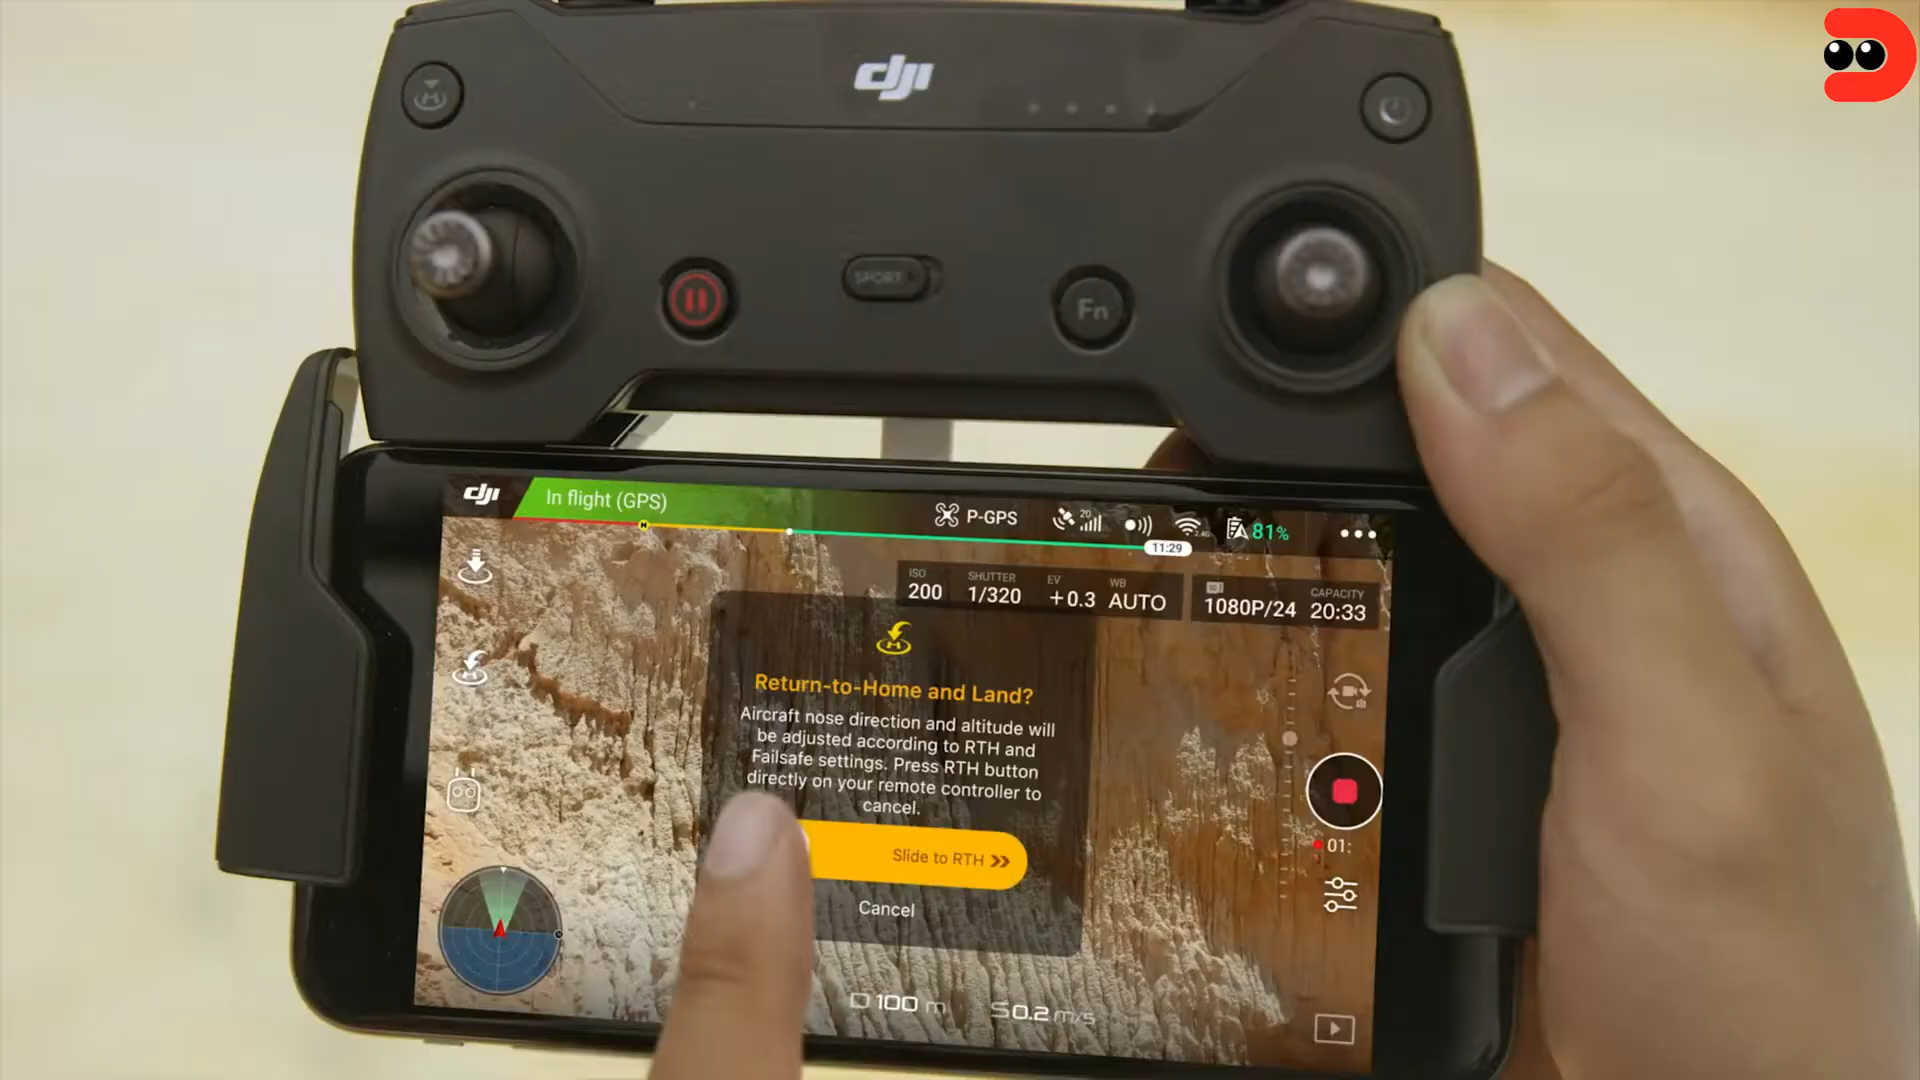 dji
SPORT
Fn
dji In flight (GPS)
P-GPS 20 2.4G 81%
11:29
ISO SHUTTER EV WB CAPACITY
200 1/320 +0.3 AUTO 1080P/24 20:33
Return-to-Home and Land?
Aircraft nose direction and altitude will
be adjusted according to RTH and
Failsafe settings. Press RTH button
directly on your remote controller to
cancel.
Slide to RTH
Cancel
01:
D 100 m S 0.2 m/s